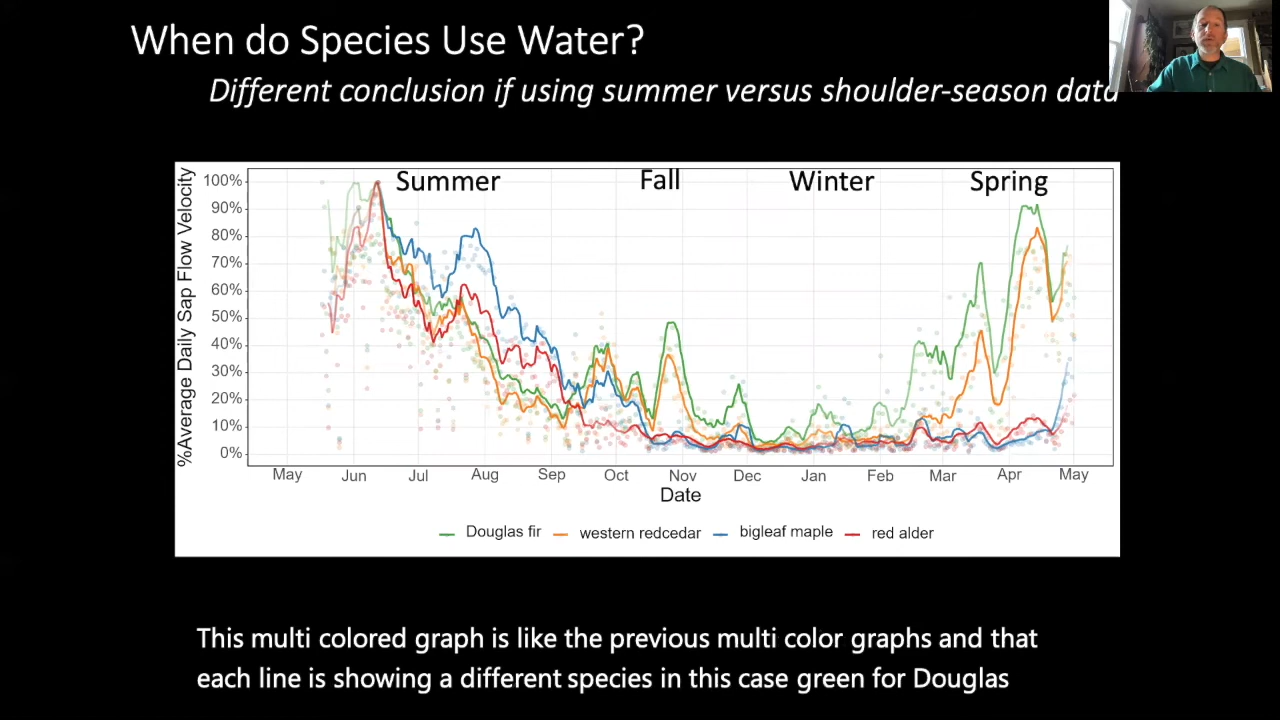 When do Species Use Water?
Different conclusion if using summer versus shoulder-season data
Summer Fall Winter Spring
%Average Daily Sap Flow Velocity
100%
90%
80%
70%
60%
50%
40%
30%
20%
10%
0%
May Jun Jul Aug Sep Oct Nov Dec Jan Feb Mar Apr May
Date
Douglas fir western redcedar bigleaf maple red alder
This multi colored graph is like the previous multi color graphs and that
each line is showing a different species in this case green for Douglas